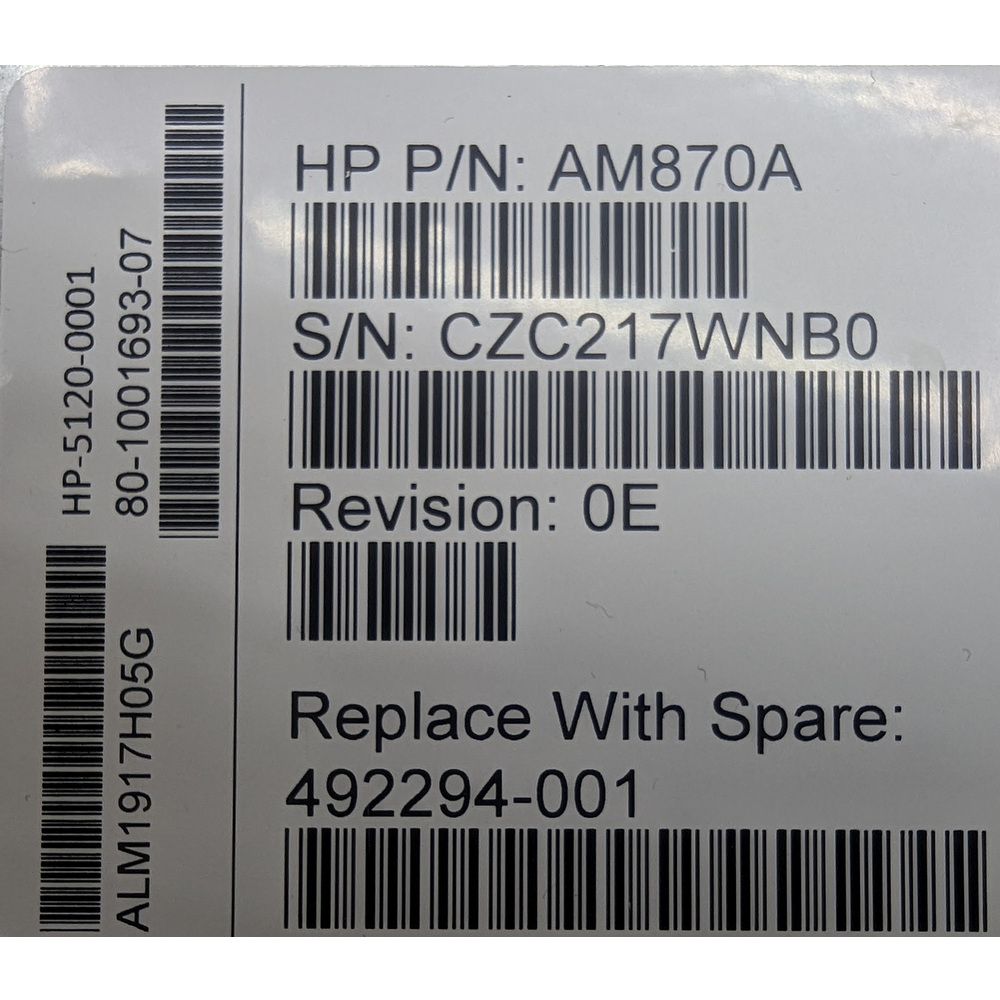 HP P/N: AM870A
S/N: CZC217WNB0
Revision: 0E
Replace With Spare:
492294-001
HP-5120-0001
80-1001693-07
ALM1917H05G